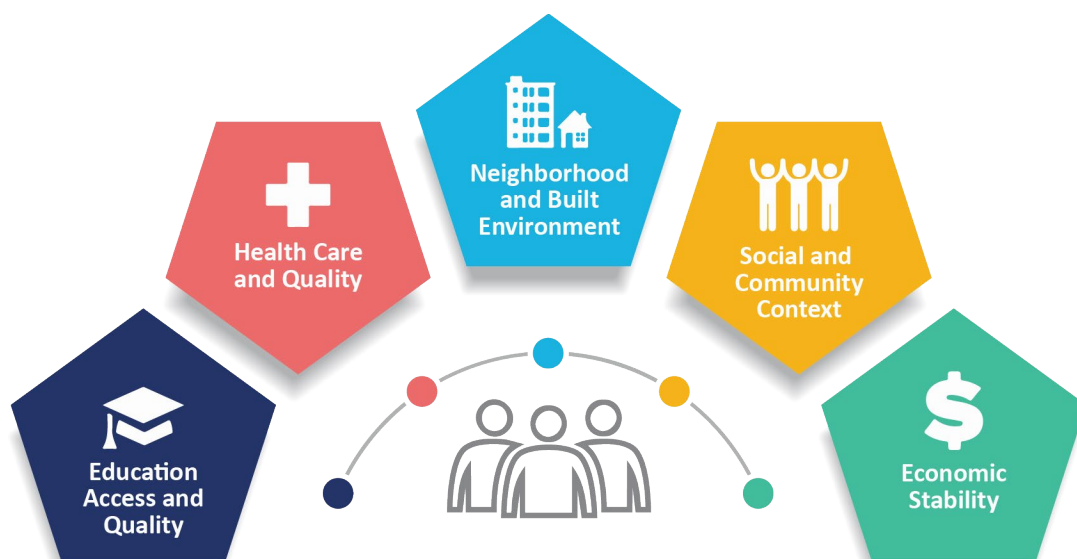 Education
Access and
Quality
Health Care
and Quality
Neighborhood
and Built
Environment
Social and
Community
Context
$
Economic
Stability